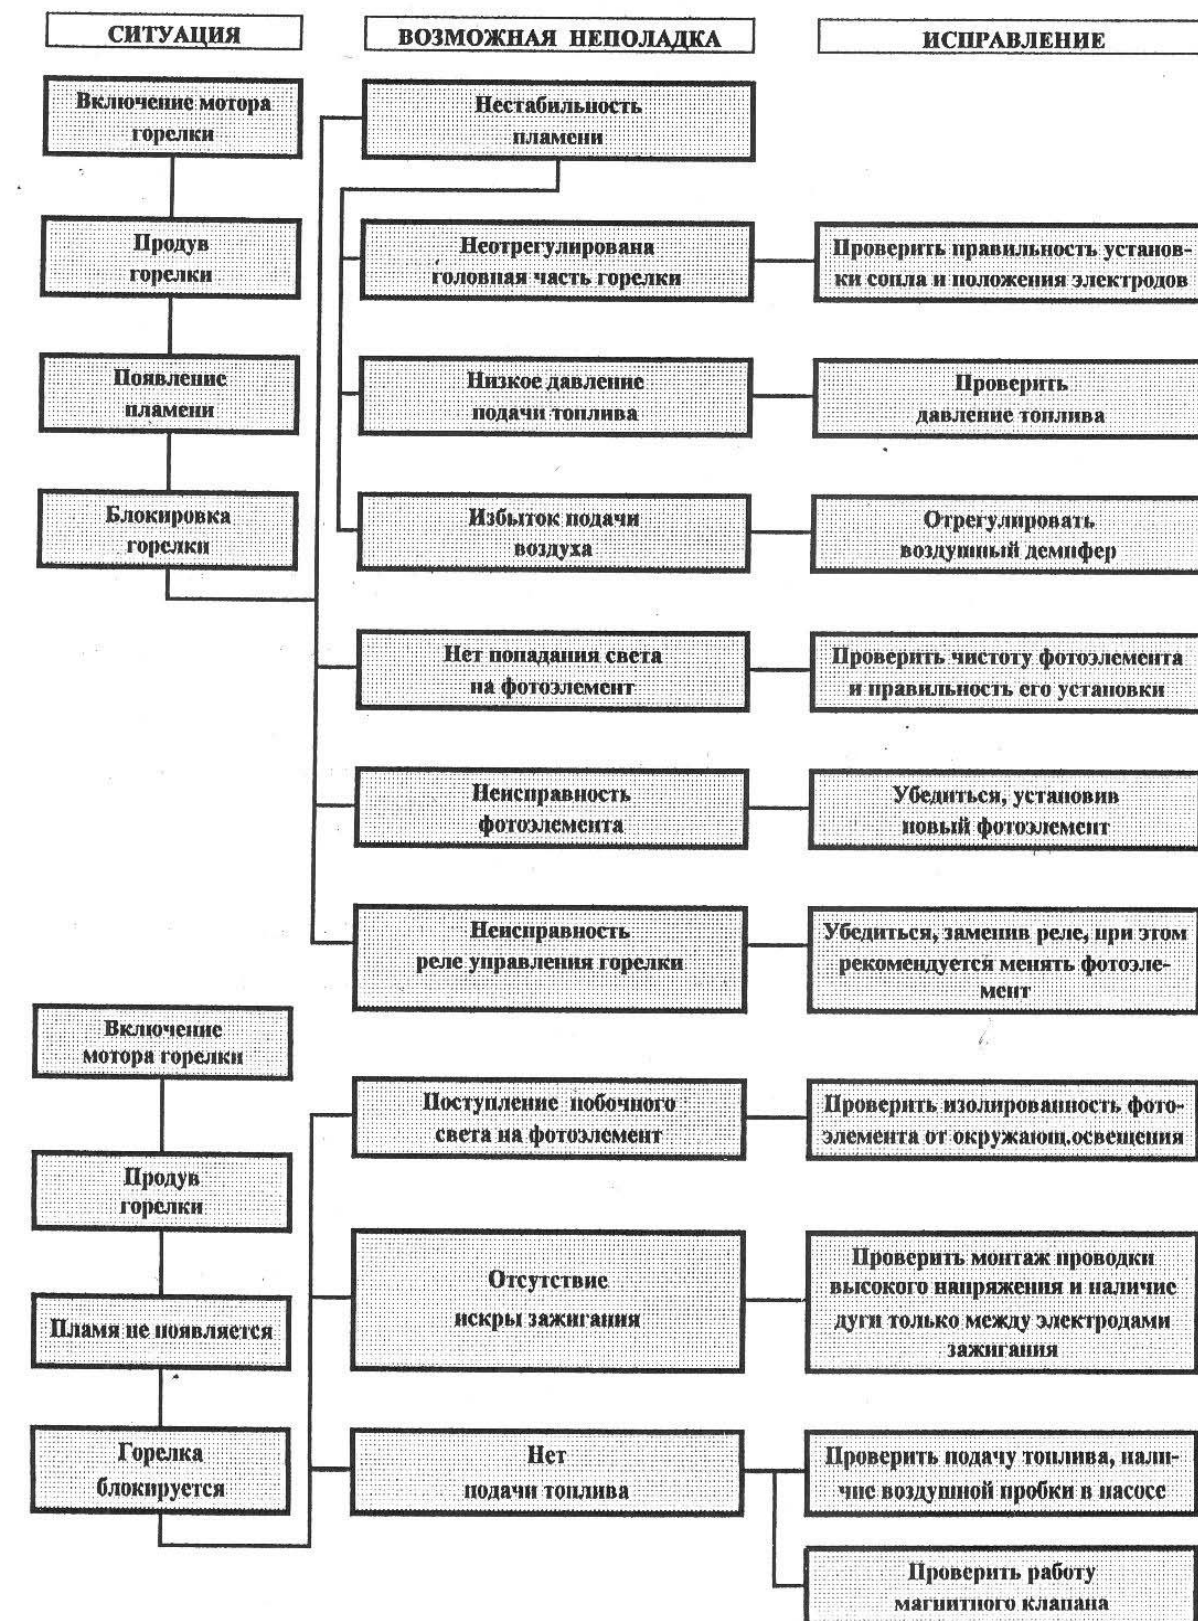 СИТУАЦИЯ
ВОЗМОЖНАЯ НЕПОЛАДКА
ИСПРАВЛЕНИЕ
Включение мотора
горелки
Нестабильность
пламени
Продув
горелки
Неотрегулирована
головная часть горелки
Проверить правильность установ-
ки сопла и положения электродов
Появление
пламени
Низкое давление
подачи топлива
Проверить
давление топлива
Блокировка
горелки
Избыток подачи
воздуха
Отрегулировать
воздушный демпфер
Нет попадания света
на фотоэлемент
Проверить чистоту фотоэлемента
и правильность его установки
Неисправность
фотоэлемента
Убедиться, установив
новый фотоэлемент
Неисправность
реле управления горелки
Убедиться, заменив реле, при этом
рекомендуется менять фотоэле-
мент
Включение
мотора горелки
Поступление побочного
света на фотоэлемент
Проверить изолированность фото-
элемента от окружающ.освещения
Продув
горелки
Отсутствие
искры зажигания
Проверить монтаж проводки
высокого напряжения и наличие
дуги только между электродами
зажигания
Пламя не появляется
Горелка
блокируется
Нет
подачи топлива
Проверить подачу топлива, нали-
чие воздушной пробки в насосе
Проверить работу
магнитного клапана